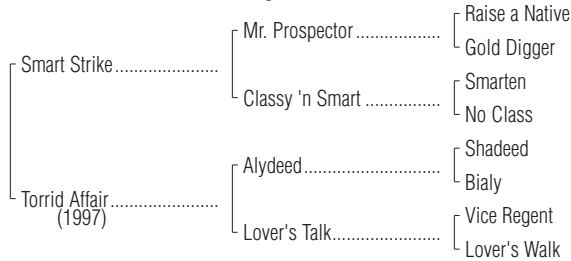 Raise a Native
Mr. Prospector ..................
Gold Digger
Smart Strike......................
Smarten
Classy 'n Smart ................
No Class
Shadeed
Alydeed.............................
Bialy
Torrid Affair.......................
(1997)
Vice Regent
Lover's Talk.......................
Lover's Walk